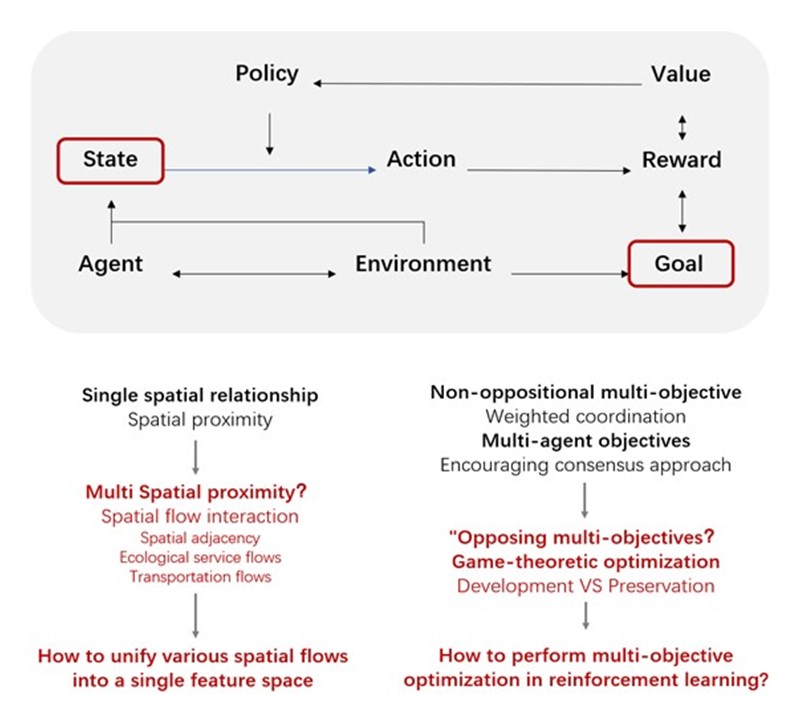 Policy
Value
State
Action
Reward
Agent
Environment
Goal
Single spatial relationship
Spatial proximity
Multi Spatial proximity?
Spatial flow interaction
Spatial adjacency
Ecological service flows
Transportation flows
How to unify various spatial flows
into a single feature space
Non-oppositional multi-objective
Weighted coordination
Multi-agent objectives
Encouraging consensus approach
"Opposing multi-objectives?
Game-theoretic optimization
Development VS Preservation
How to perform multi-objective
optimization in reinforcement learning?